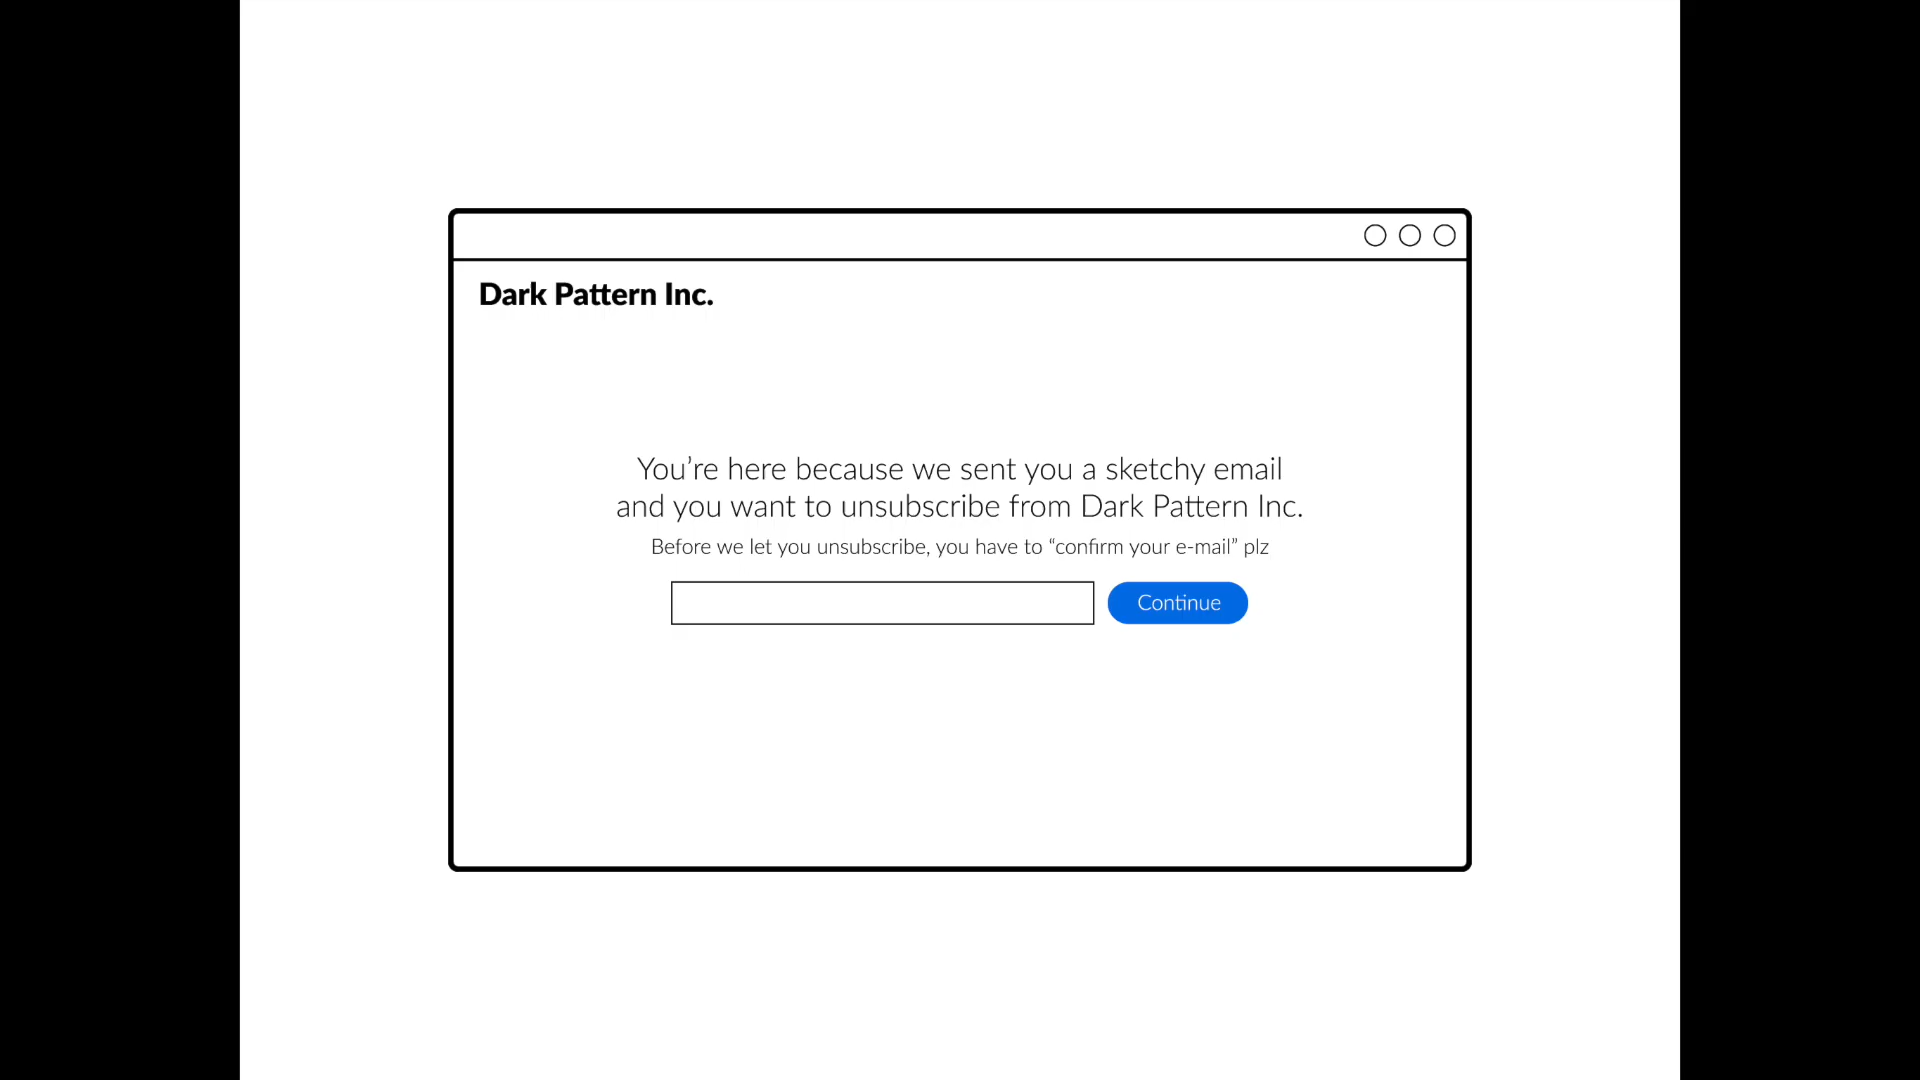 Dark Pattern Inc.
You’re here because we sent you a sketchy email
and you want to unsubscribe from Dark Pattern Inc.
Before we let you unsubscribe, you have to “confirm your e-mail” plz
Continue